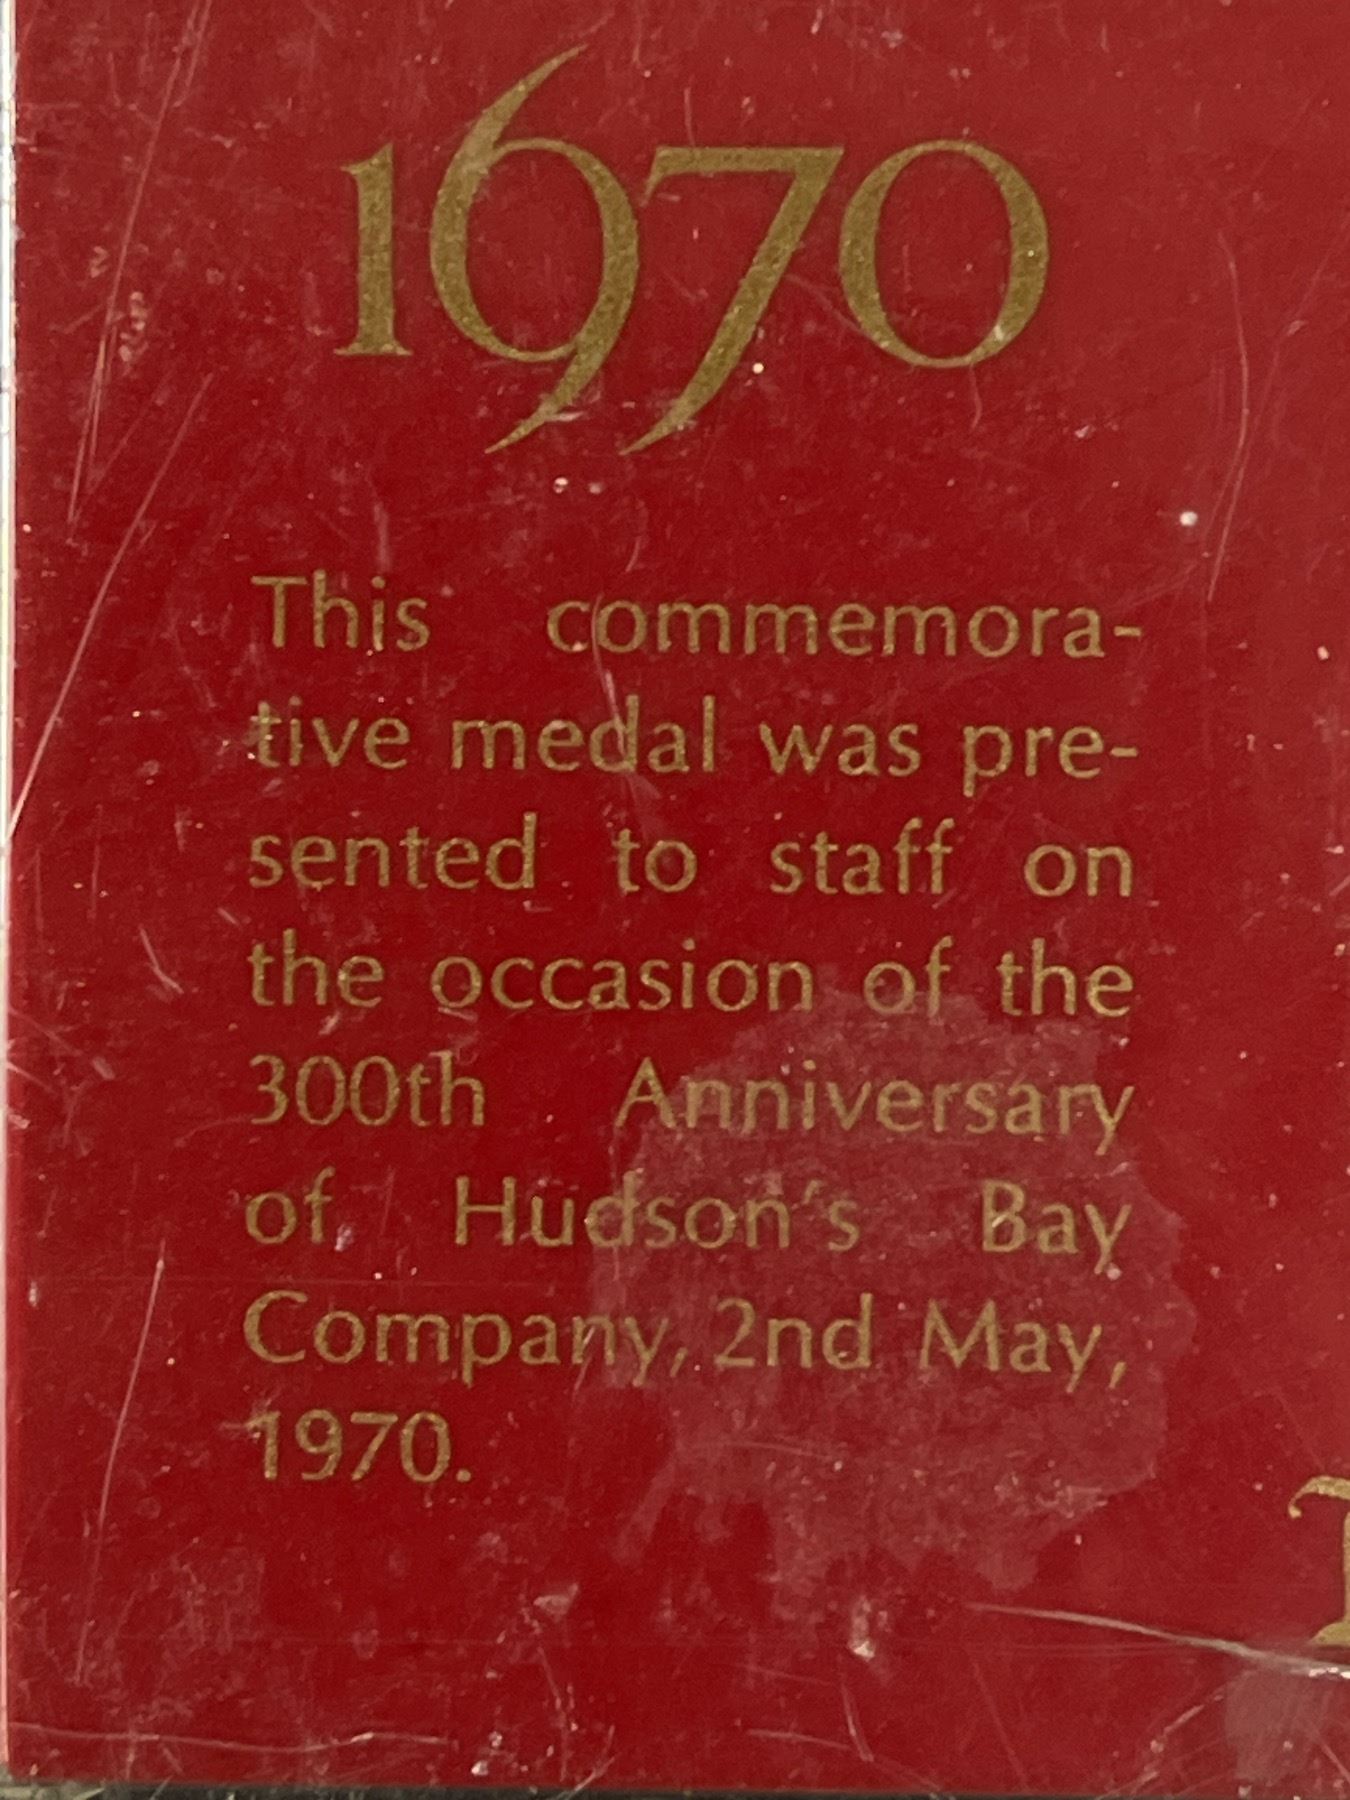 1670
This commemora-
tive medal was pre-
sented to staff on
the occasion of the
300th Anniversary
of Hudson's Bay
Company, 2nd May,
1970.